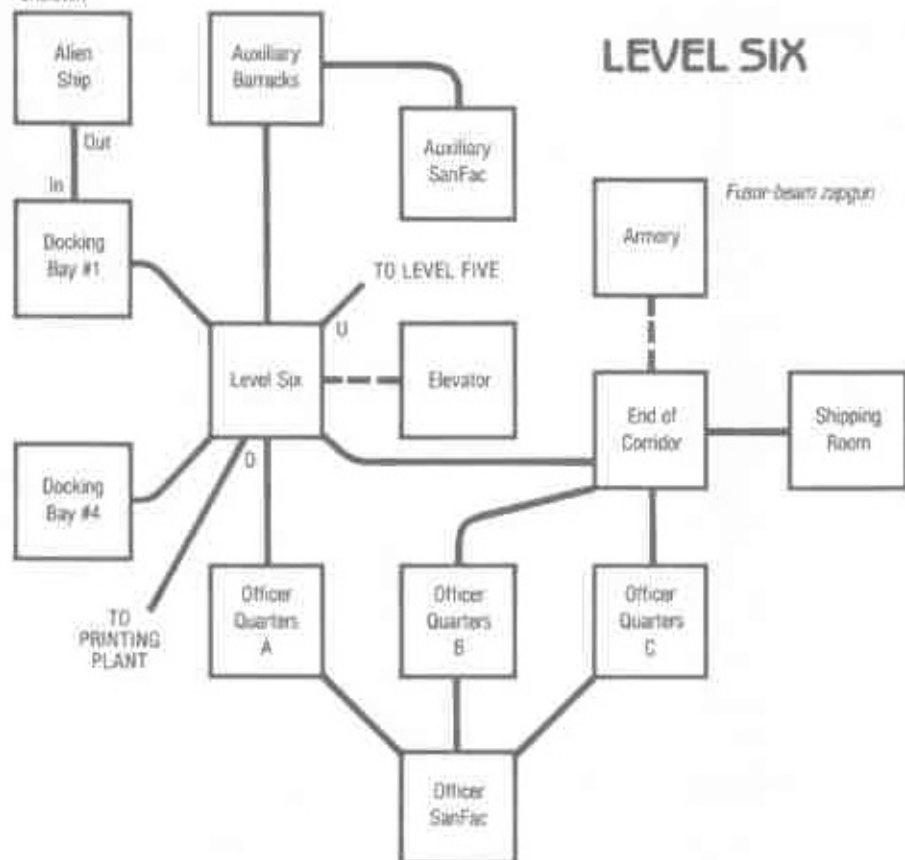 Alien
Ship
Auxiliary
Barracks
LEVEL SIX
Out
Auxiliary
SanFac
In
Fusor-beam zapgun
Docking
Bay #1
Armory
TO LEVEL FIVE
U
Level Six
Elevator
End of
Corridor
Shipping
Room
D
Docking
Bay #4
TO
PRINTING
PLANT
Officer
Quarters
A
Officer
Quarters
B
Officer
Quarters
C
Officer
SanFac